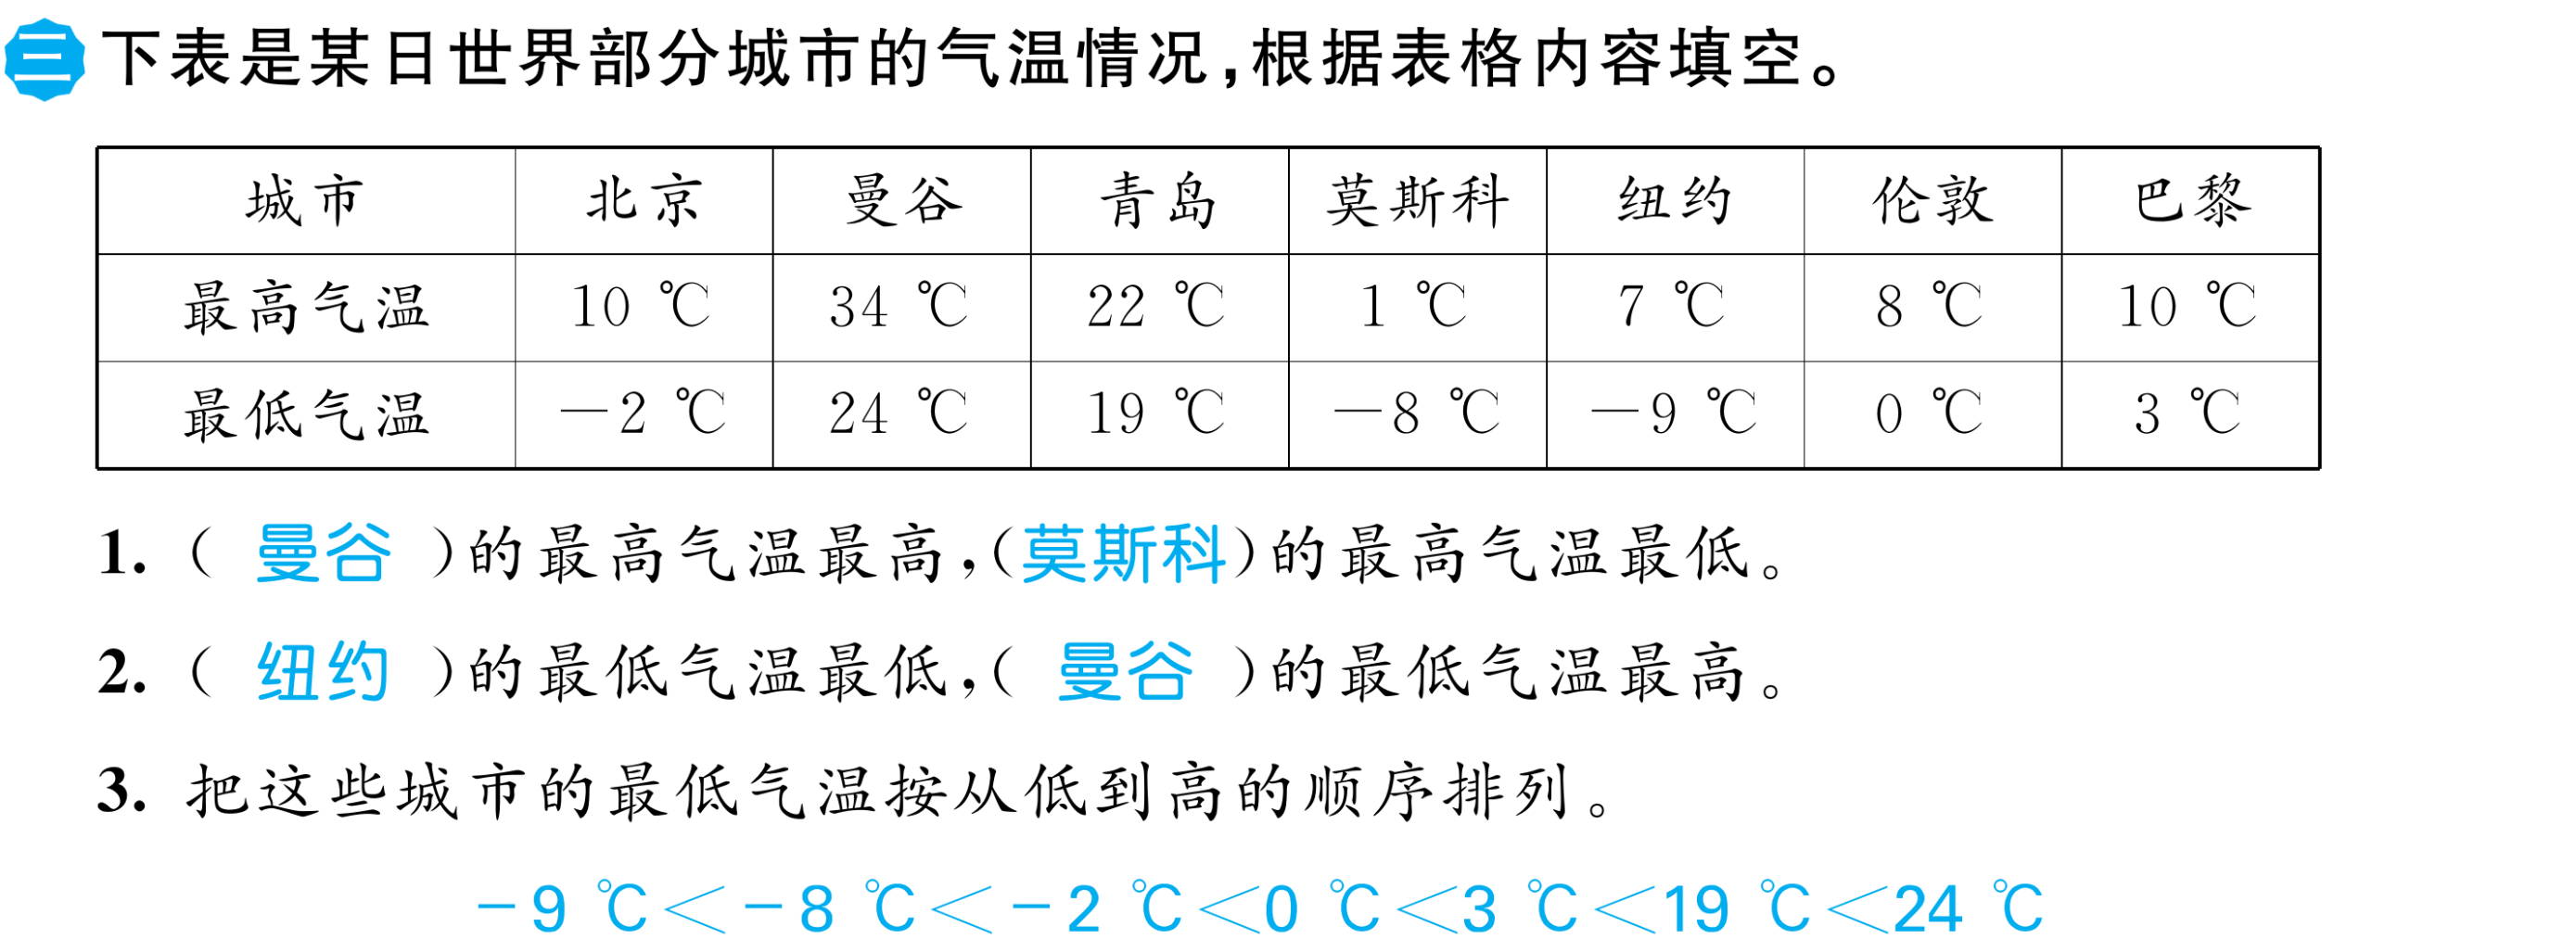 三 下表是某日世界部分城市的气温情况,根据表格内容填空。
城市 北京 曼谷 青岛 莫斯科 纽约 伦敦 巴黎
最高气温 10 ℃ 34 ℃ 22 ℃ 1 ℃ 7 ℃ 8 ℃ 10 ℃
最低气温 －2 ℃ 24 ℃ 19 ℃ －8 ℃ －9 ℃ 0 ℃ 3 ℃
1.( 曼谷 )的最高气温最高,(莫斯科)的最高气温最低。
2.( 纽约 )的最低气温最低,( 曼谷 )的最低气温最高。
3. 把这些城市的最低气温按从低到高的顺序排列。
－9 ℃＜－8 ℃＜－2 ℃＜0 ℃＜3 ℃＜19 ℃＜24 ℃